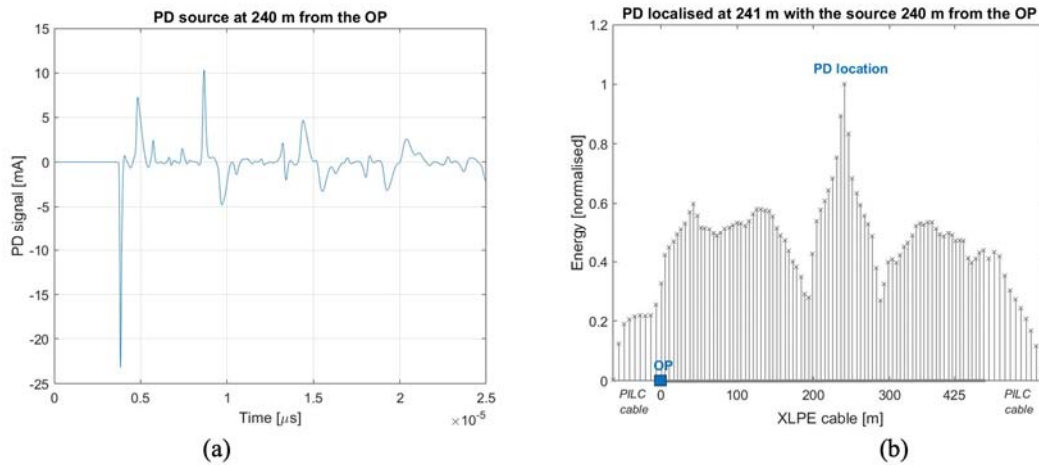 PD source at 240 m from the OP
15
10
5
0
-5
-10
-15
-20
-25
PD signal [mA]
0
0.5
1
1.5
2
2.5
×10⁻⁵
Time [μs]
(a)
PD localised at 241 m with the source 240 m from the OP
1.2
1
0.8
0.6
0.4
0.2
0
Energy [normalised]
PD location
OP
PILC
cable
0
100
200
300
425
PILC
cable
XLPE cable [m]
(b)